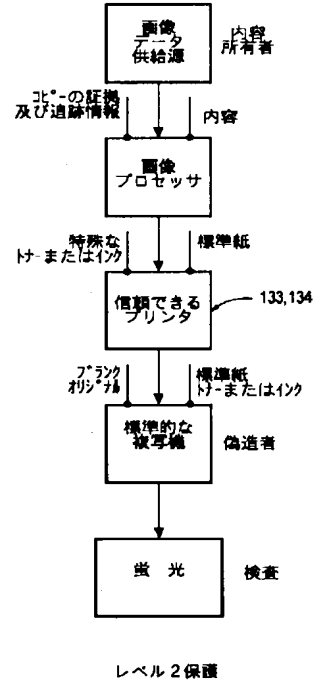 画像
データ
供給源
内容
所有者
コピーの証拠
及び追跡情報
内容
画像
プロセッサ
特殊な
トナーまたはインク
標準紙
信頼できる
プリンタ
133,134
ブランク
オリジナル
標準紙
トナーまたはインク
標準的な
複写機
偽造者
蛍 光
検査
レベル2保護